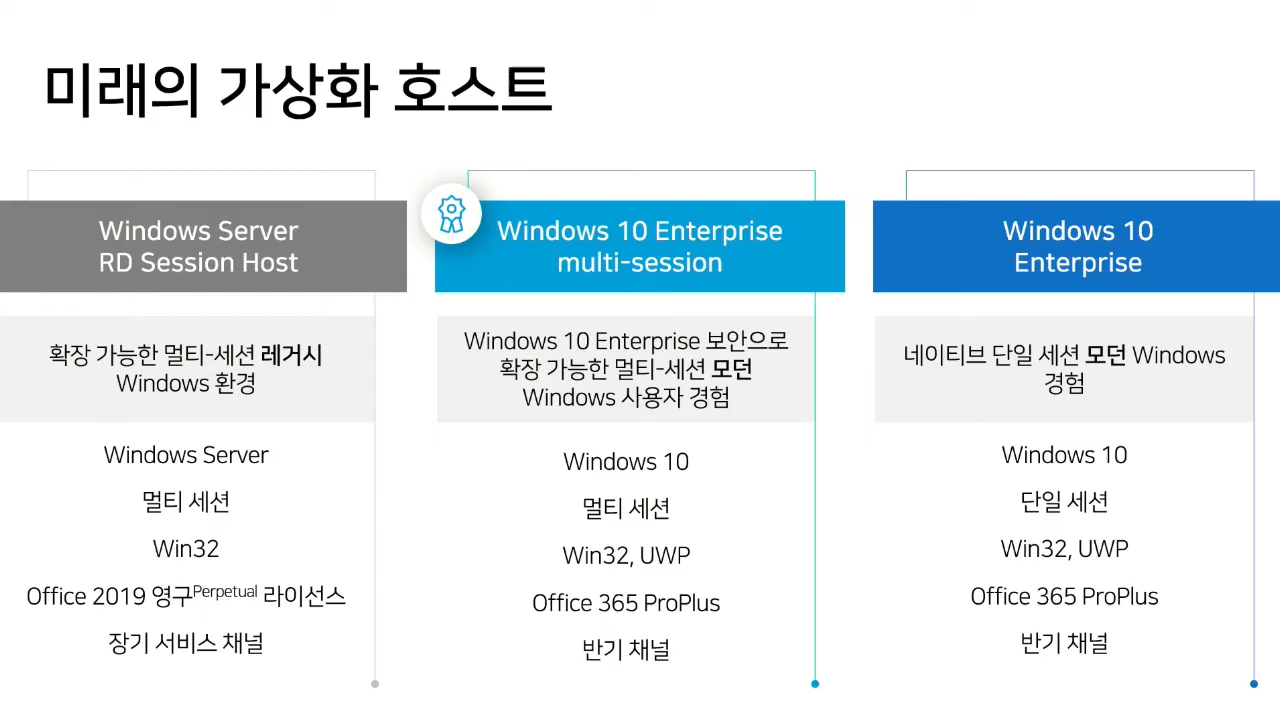 미래의 가상화 호스트
Windows Server
RD Session Host
확장 가능한 멀티-세션 레거시
Windows 환경
Windows Server
멀티 세션
Win32
Office 2019 영구Perpetual 라이선스
장기 서비스 채널
Windows 10 Enterprise
multi-session
Windows 10 Enterprise 보안으로
확장 가능한 멀티-세션 모던
Windows 사용자 경험
Windows 10
멀티 세션
Win32, UWP
Office 365 ProPlus
반기 채널
Windows 10
Enterprise
네이티브 단일 세션 모던 Windows
경험
Windows 10
단일 세션
Win32, UWP
Office 365 ProPlus
반기 채널